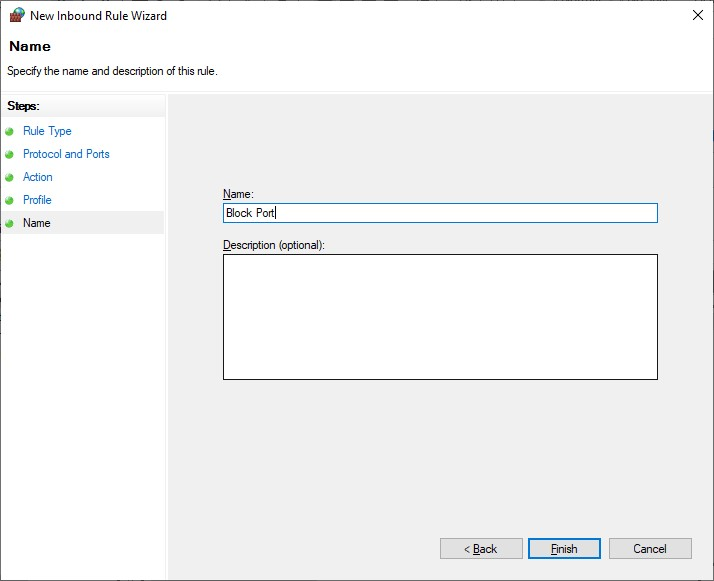 New Inbound Rule Wizard
Name
Specify the name and description of this rule.
Steps:
Rule Type
Protocol and Ports
Action
Profile
Name
Name:
Block Port
Description (optional):
< Back
Finish
Cancel